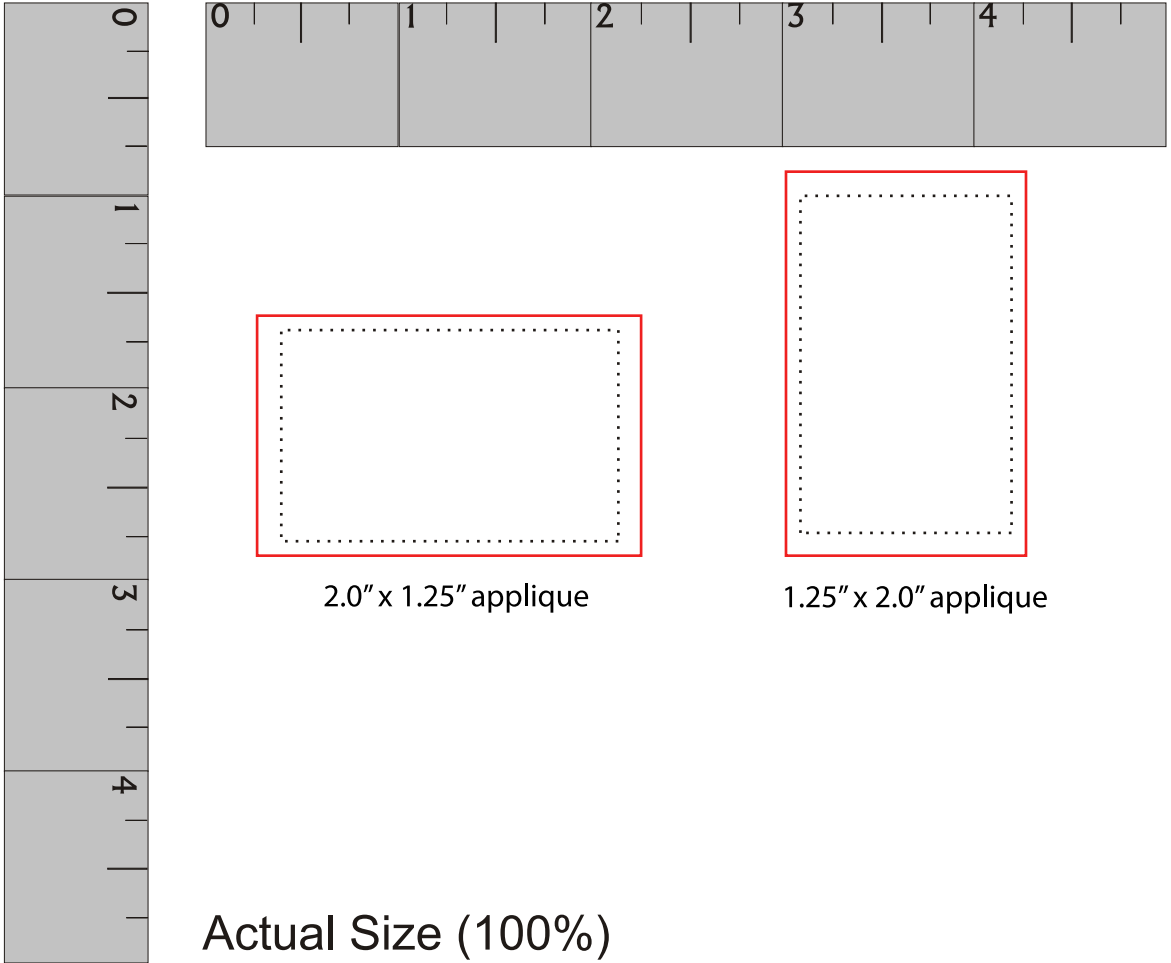 0 1 2 3 4
0
1
2
3
4
2.0" x 1.25" applique
1.25" x 2.0" applique
Actual Size (100%)